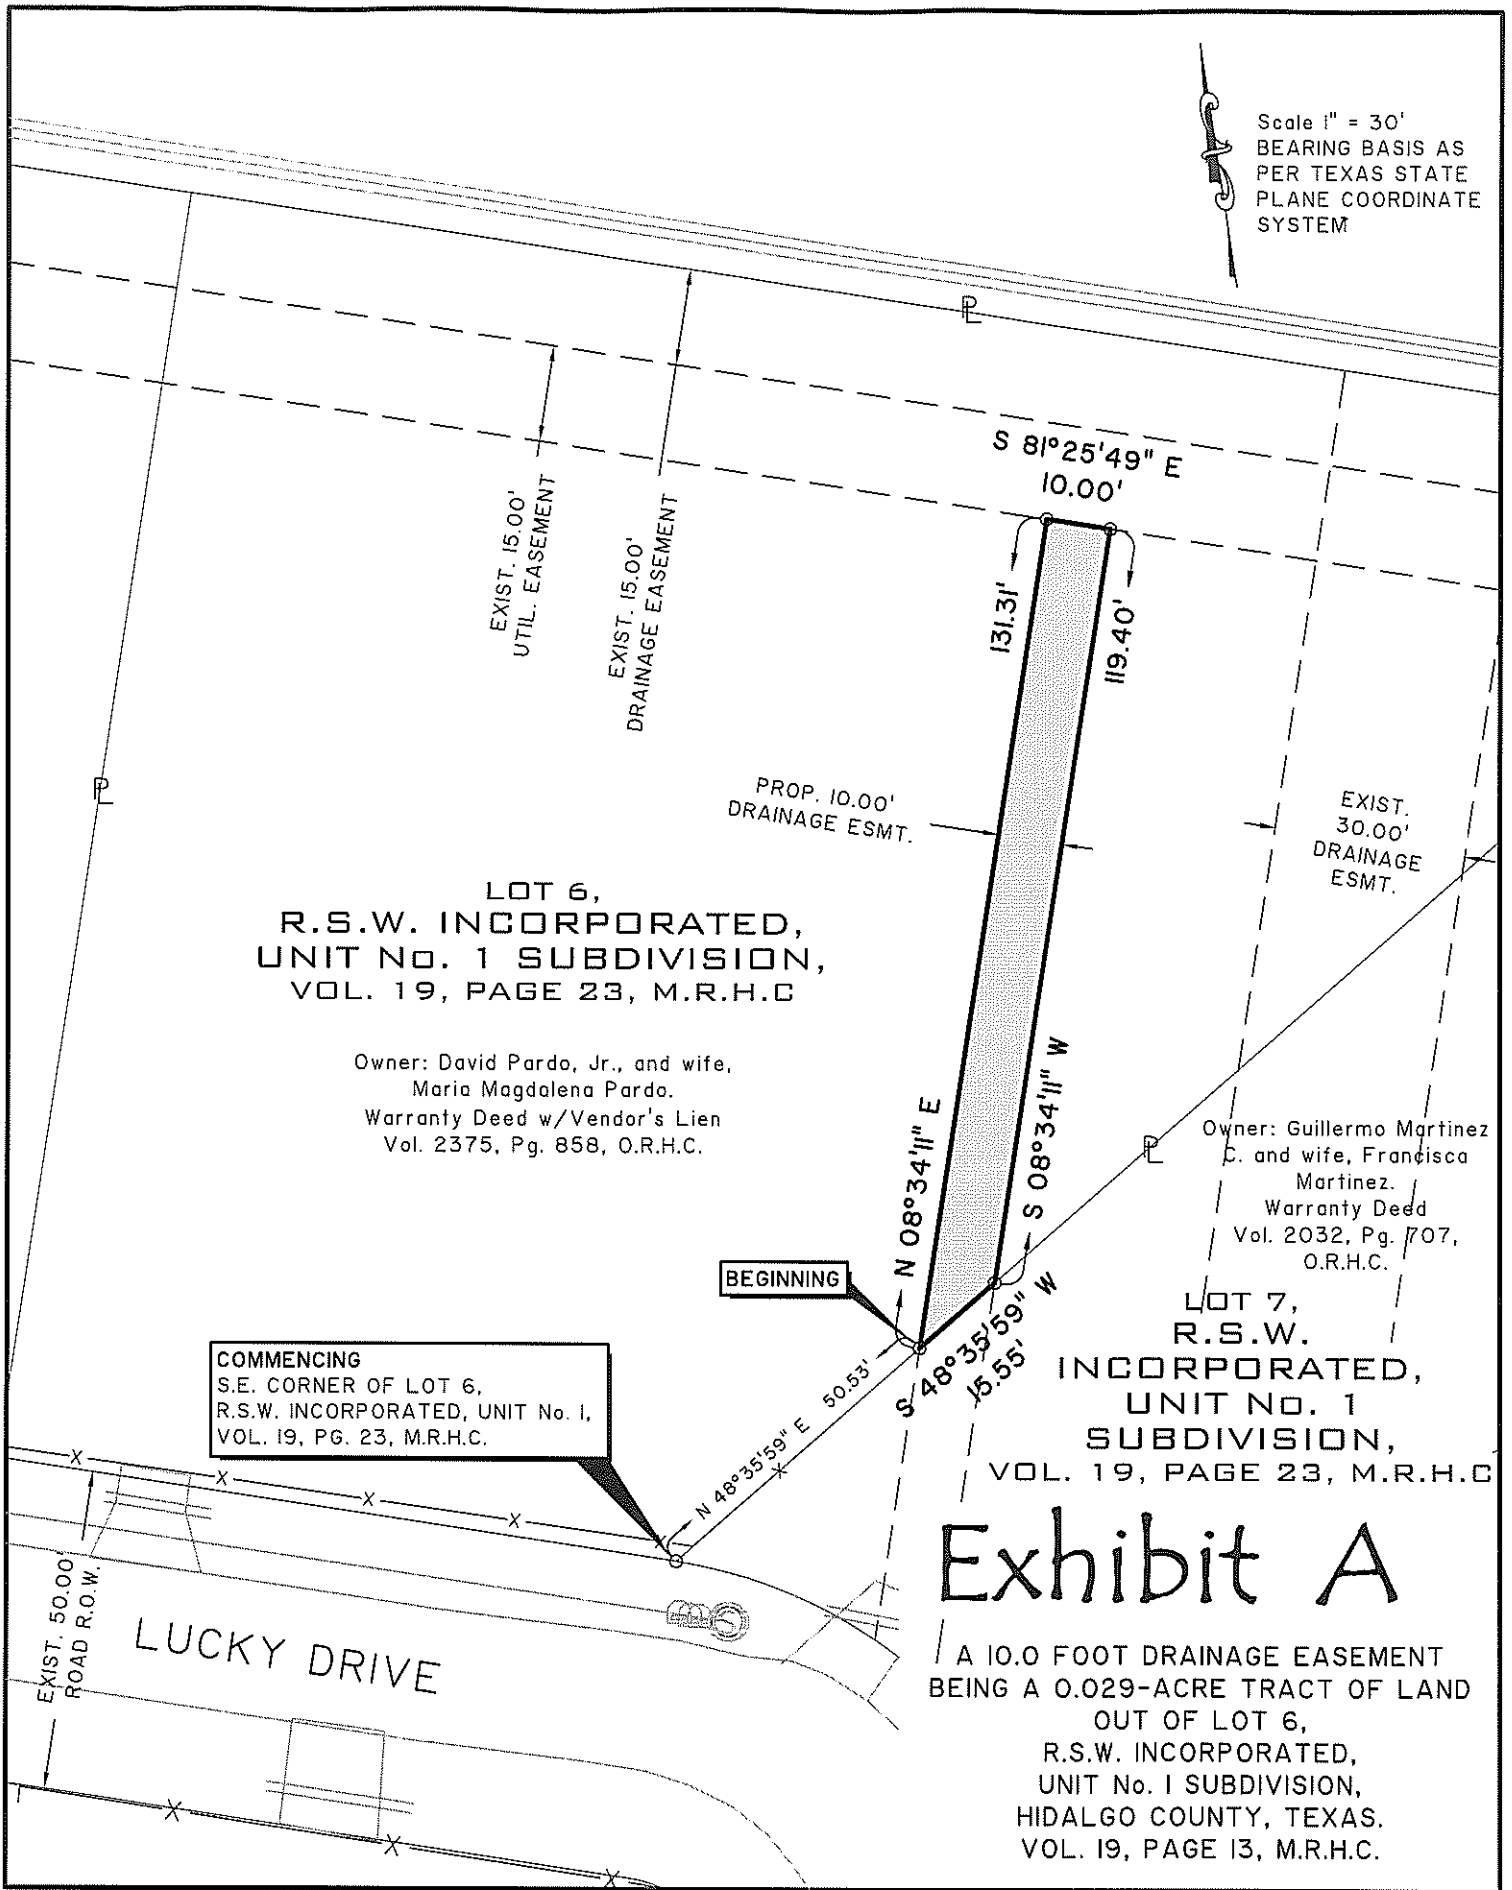 Scale 1" = 30'
BEARING BASIS AS
PER TEXAS STATE
PLANE COORDINATE
SYSTEM
PL
S 81°25'49" E
10.00'
EXIST. 15.00'
UTIL. EASEMENT
EXIST. 15.00'
DRAINAGE EASEMENT
131.31'
119.40'
PL
PROP. 10.00'
DRAINAGE ESMT.
EXIST.
30.00'
DRAINAGE
ESMT.
LOT 6,
R.S.W. INCORPORATED,
UNIT No. 1 SUBDIVISION,
VOL. 19, PAGE 23, M.R.H.C
Owner: David Pardo, Jr., and wife,
Maria Magdalena Pardo.
Warranty Deed w/Vendor's Lien
Vol. 2375, Pg. 858, O.R.H.C.
N 08°34'11" E
S 08°34'11" W
PL
Owner: Guillermo Martinez
C. and wife, Francisca
Martinez.
Warranty Deed
Vol. 2032, Pg. 707,
O.R.H.C.
BEGINNING
S 48°35'59" W
15.55'
LOT 7,
R.S.W.
INCORPORATED,
UNIT No. 1
SUBDIVISION,
VOL. 19, PAGE 23, M.R.H.C
COMMENCING
S.E. CORNER OF LOT 6,
R.S.W. INCORPORATED, UNIT No. 1,
VOL. 19, PG. 23, M.R.H.C.
N 48°35'59" E 50.53'
X X X X X X
EXIST. 50.00'
ROAD R.O.W.
LUCKY DRIVE
X X X
Exhibit A
A 10.0 FOOT DRAINAGE EASEMENT
BEING A 0.029-ACRE TRACT OF LAND
OUT OF LOT 6,
R.S.W. INCORPORATED,
UNIT No. 1 SUBDIVISION,
HIDALGO COUNTY, TEXAS.
VOL. 19, PAGE 13, M.R.H.C.